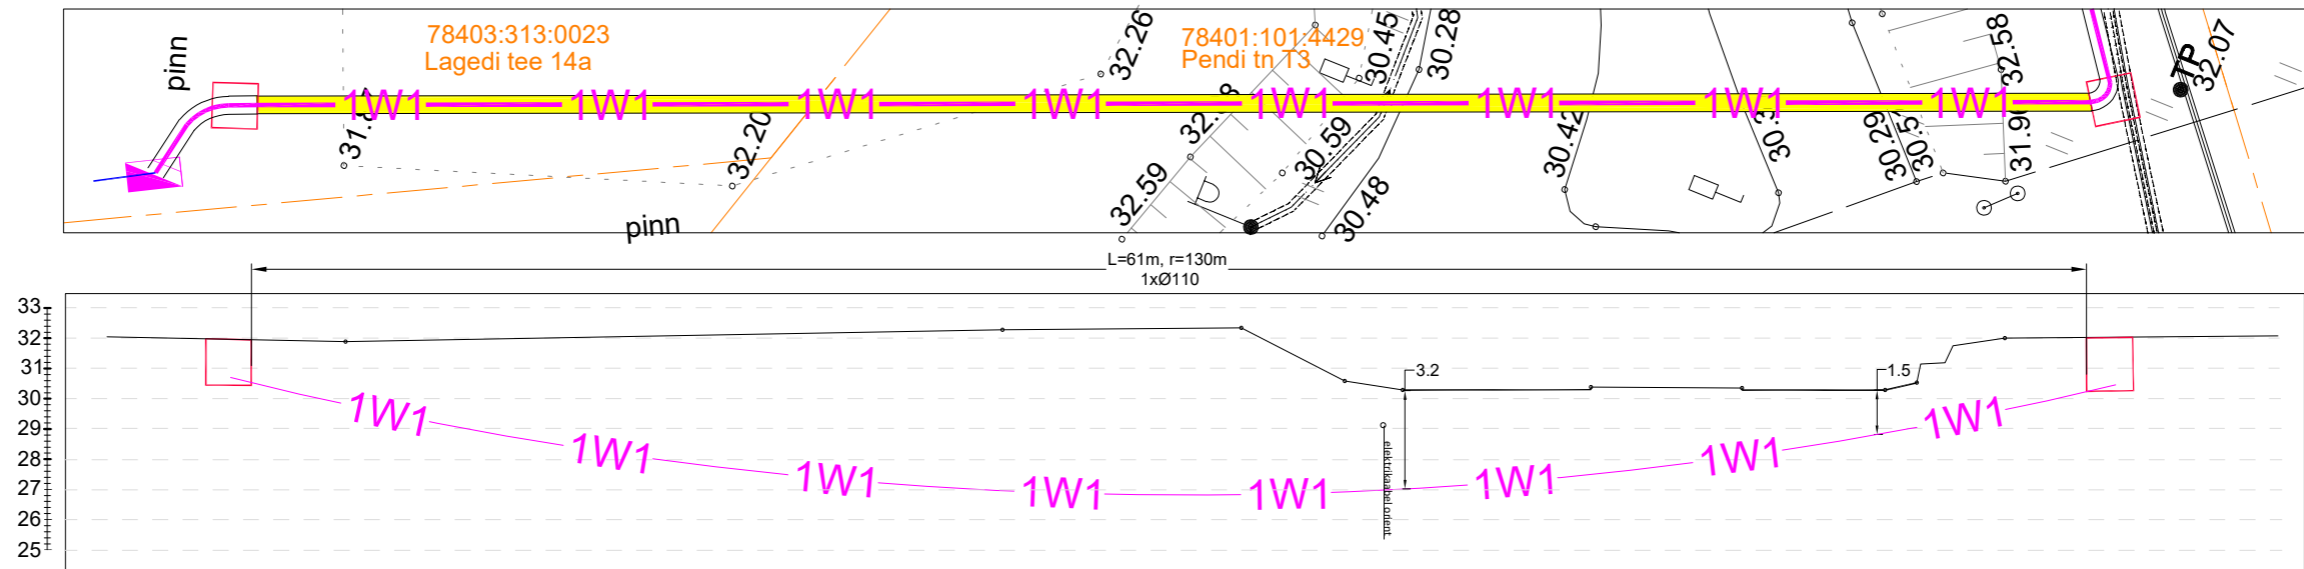 78403:313:0023
Lagedi tee 14a
78401:101:4429
Pendi tn T3
pinn
32.26
30.45
30.28
32.58
TP
32.07
1W1
1W1
1W1
1W1
1W1
1W1
1W1
1W1
32.20
30.59
30.42
30.29
32.59
30.48
pinn
L=61m, r=130m
1xØ110
33
32
31
30
29
28
27
26
25
3.2
1.5
1W1
1W1
1W1
1W1
1W1
1W1
1W1
1W1
elektrikaabel orient